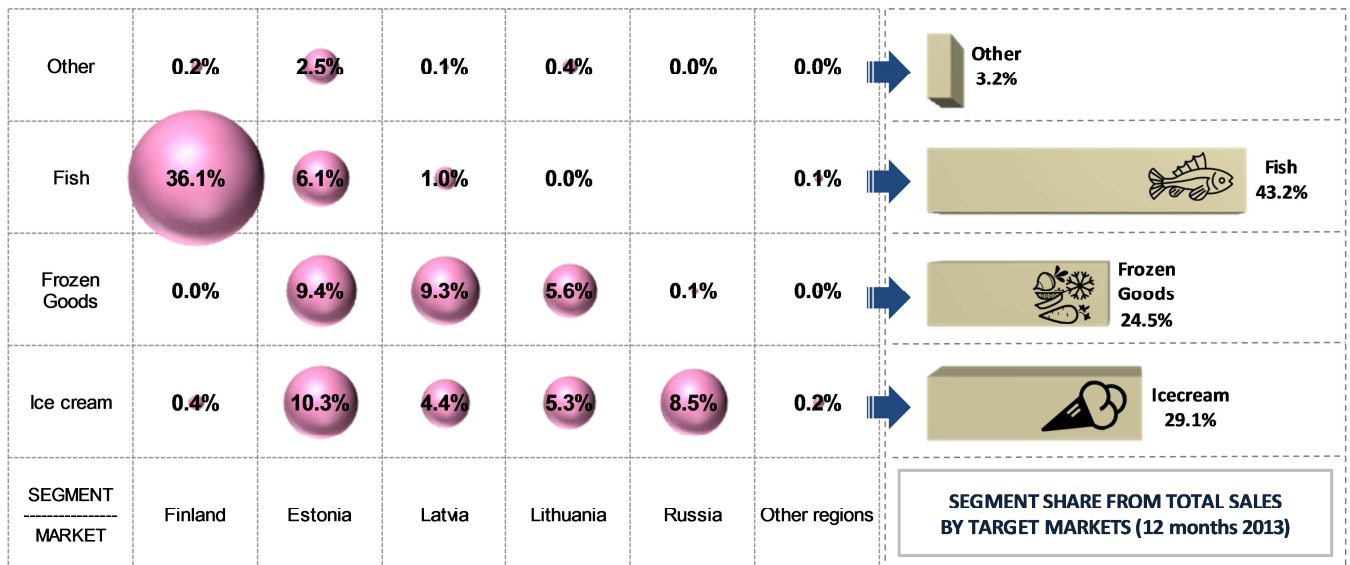 Other 0.2% 2.5% 0.1% 0.4% 0.0% 0.0%
Other
3.2%
Fish 36.1% 6.1% 1.0% 0.0% 0.1%
Fish
43.2%
Frozen
Goods
0.0% 9.4% 9.3% 5.6% 0.1% 0.0%
Frozen
Goods
24.5%
Ice cream 0.4% 10.3% 4.4% 5.3% 8.5% 0.2%
Icecream
29.1%
SEGMENT
----------------
MARKET
Finland Estonia Latvia Lithuania Russia Other regions
SEGMENT SHARE FROM TOTAL SALES
BY TARGET MARKETS (12 months 2013)